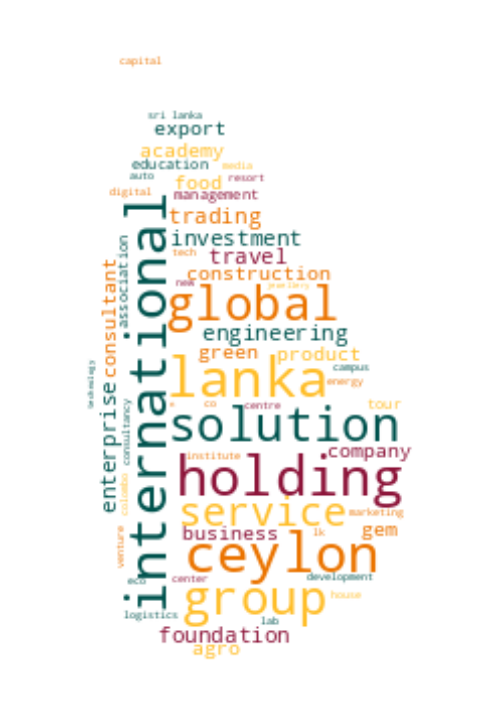 capital
sri lanka
export
academy
education media
auto food resort
digital management
international
trading
investment
association
tech travel
consultant
construction
new jewellery
global
engineering
green product
technology
lanka campus
energy
enterprise
consultancy
co centre tour
solution
institute company
holding
colombo
service marketing
venture
business lk gem
ceylon
eco center development
group house
logistics lab
foundation
agro